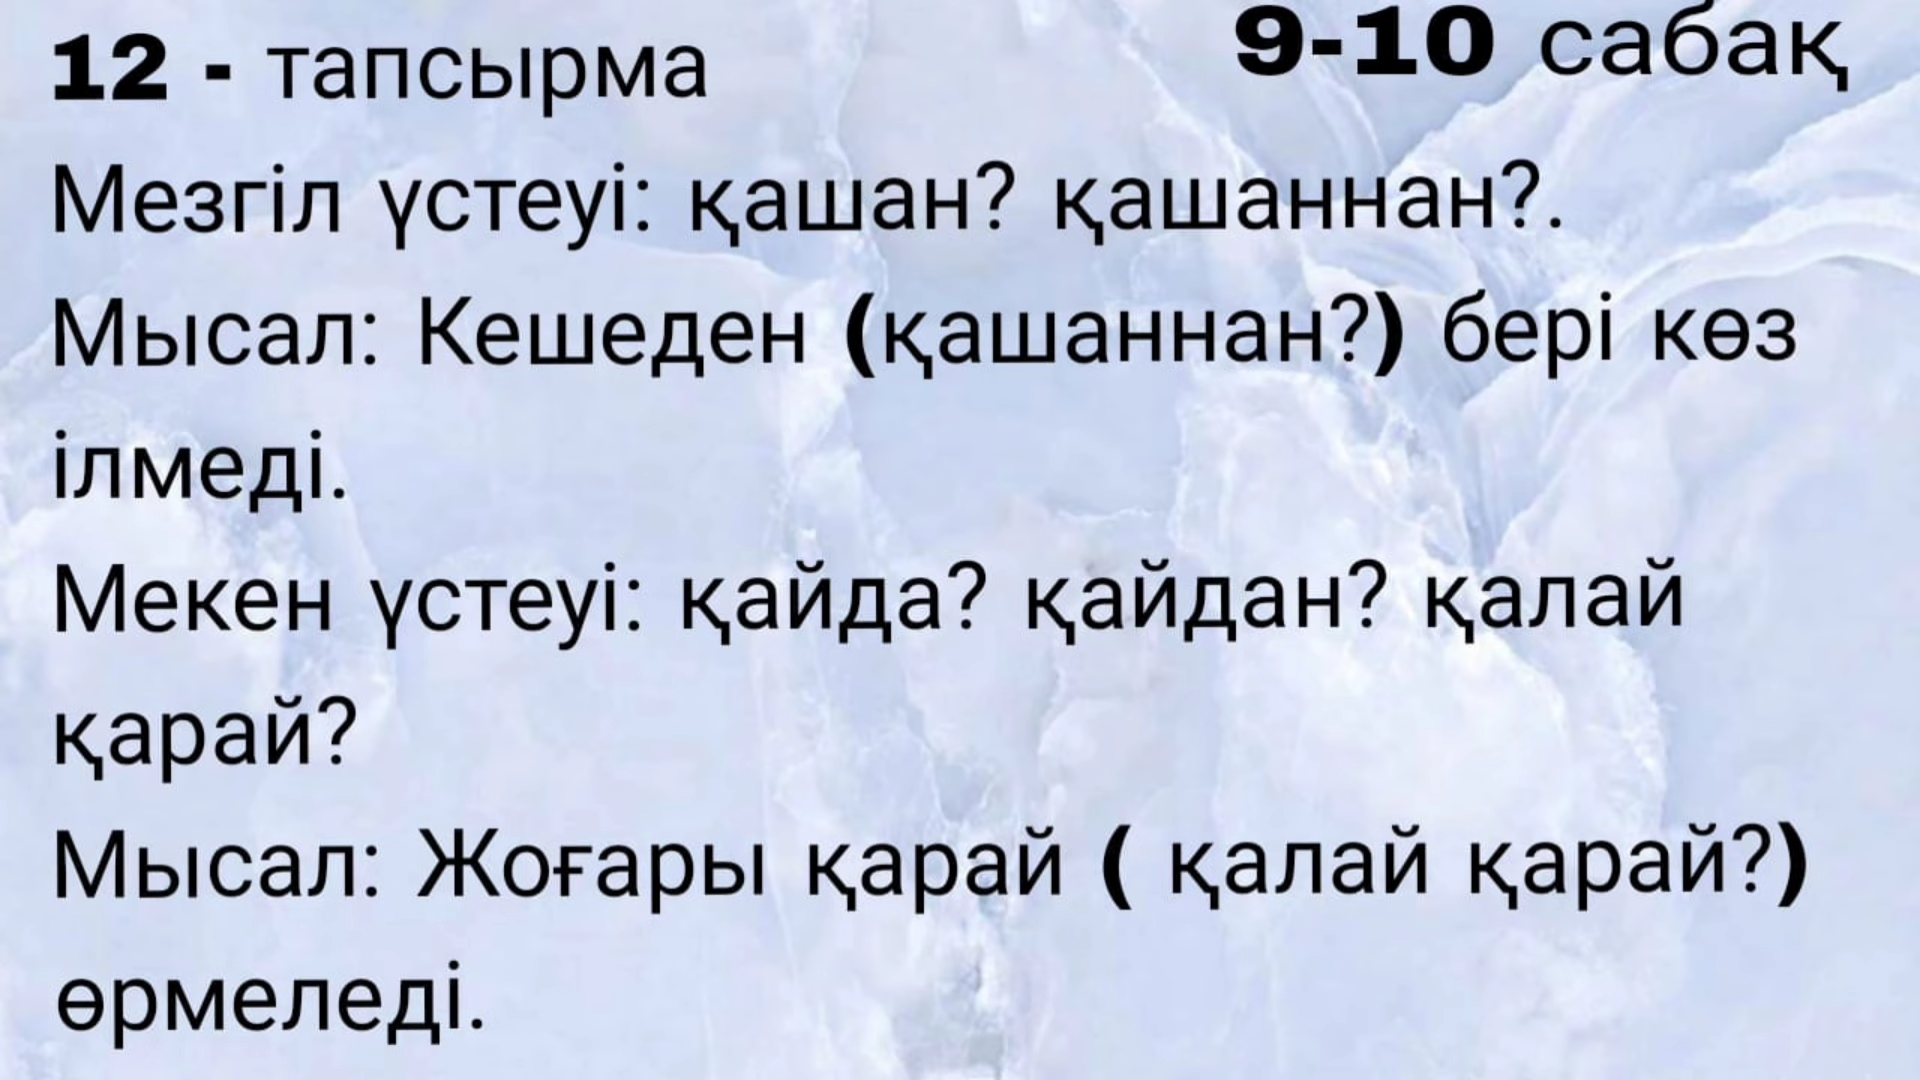 12 - тапсырма
9-10 сабақ
Мезгіл үстеуі: қашан? қашаннан?.
Мысал: Кешеден (қашаннан?) бері көз
ілмеді.
Мекен үстеуі: қайда? қайдан? қалай
қарай?
Мысал: Жоғары қарай ( қалай қарай?)
өрмеледі.